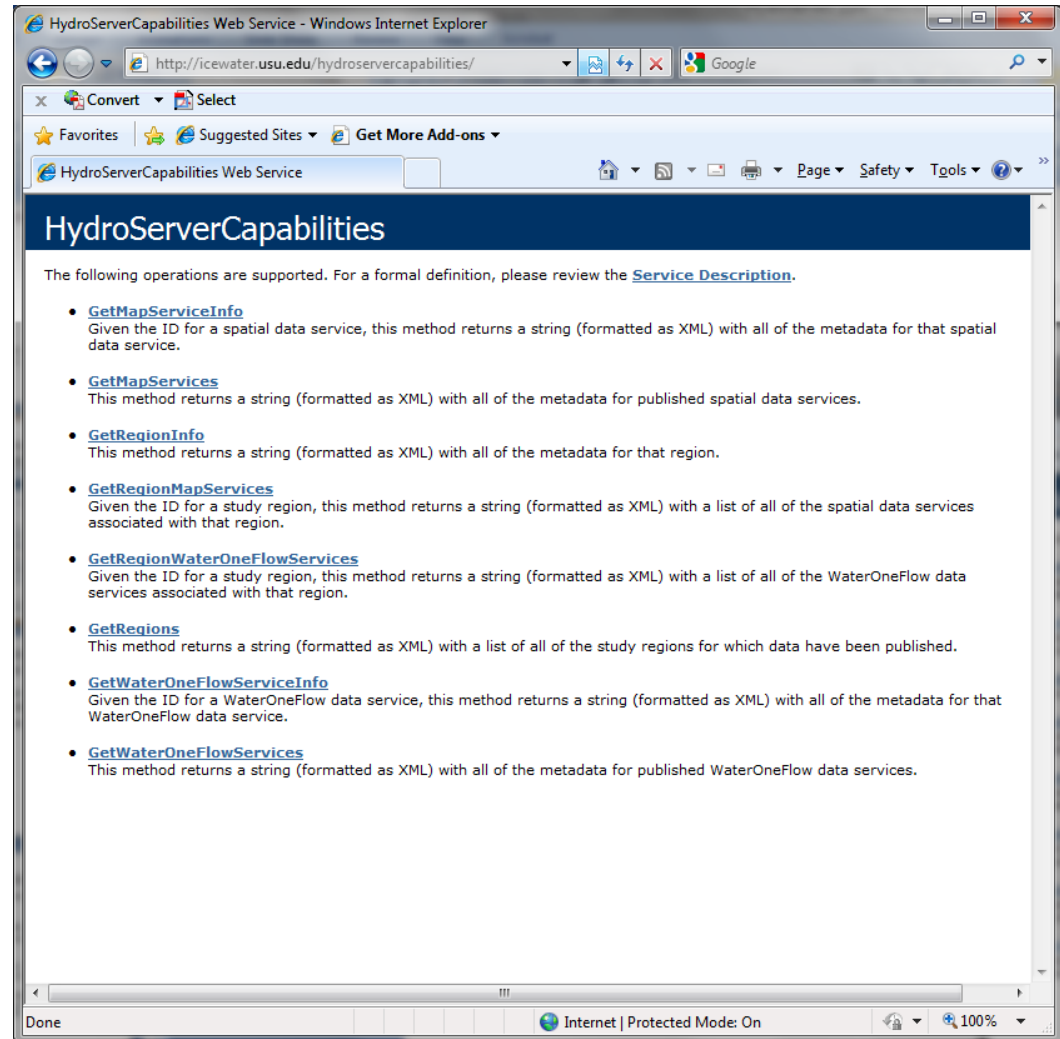 HydroServerCapabilities Web Service - Windows Internet Explorer
http://icewater.usu.edu/hydroservercapabilities/
Google
x Convert Select
Favorites Suggested Sites Get More Add-ons
HydroServerCapabilities Web Service
Page Safety Tools
HydroServerCapabilities
The following operations are supported. For a formal definition, please review the Service Description.
• GetMapServiceInfo
Given the ID for a spatial data service, this method returns a string (formatted as XML) with all of the metadata for that spatial
data service.
• GetMapServices
This method returns a string (formatted as XML) with all of the metadata for published spatial data services.
• GetRegionInfo
This method returns a string (formatted as XML) with all of the metadata for that region.
• GetRegionMapServices
Given the ID for a study region, this method returns a string (formatted as XML) with a list of all of the spatial data services
associated with that region.
• GetRegionWaterOneFlowServices
Given the ID for a study region, this method returns a string (formatted as XML) with a list of all of the WaterOneFlow data
services associated with that region.
• GetRegions
This method returns a string (formatted as XML) with a list of all of the study regions for which data have been published.
• GetWaterOneFlowServiceInfo
Given the ID for a WaterOneFlow data service, this method returns a string (formatted as XML) with all of the metadata for that
WaterOneFlow data service.
• GetWaterOneFlowServices
This method returns a string (formatted as XML) with all of the metadata for published WaterOneFlow data services.
Done
Internet | Protected Mode: On
100%